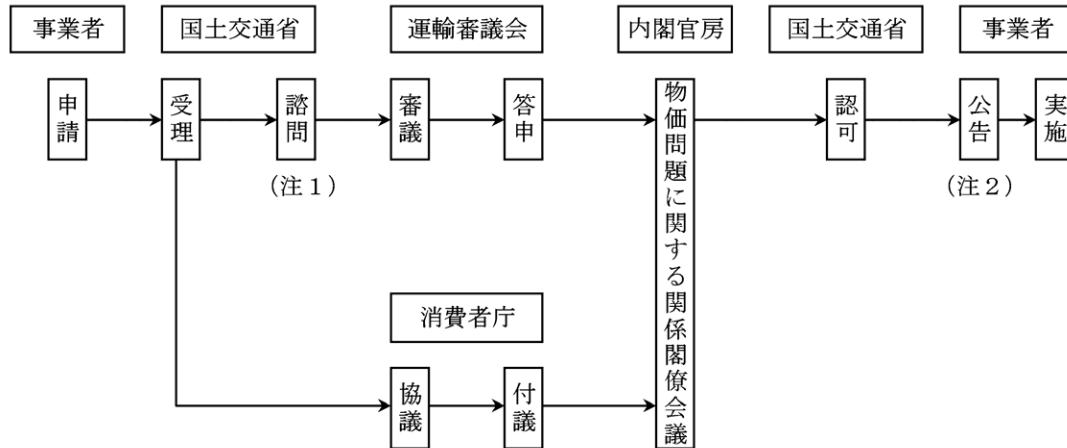 事業者
国土交通省
運輸審議会
内閣官房
国土交通省
事業者
申請
受理
諮問
審議
答申
物価問題に関する関係閣僚会議
認可
公告
実施
(注1)
(注2)
消費者庁
協議
付議